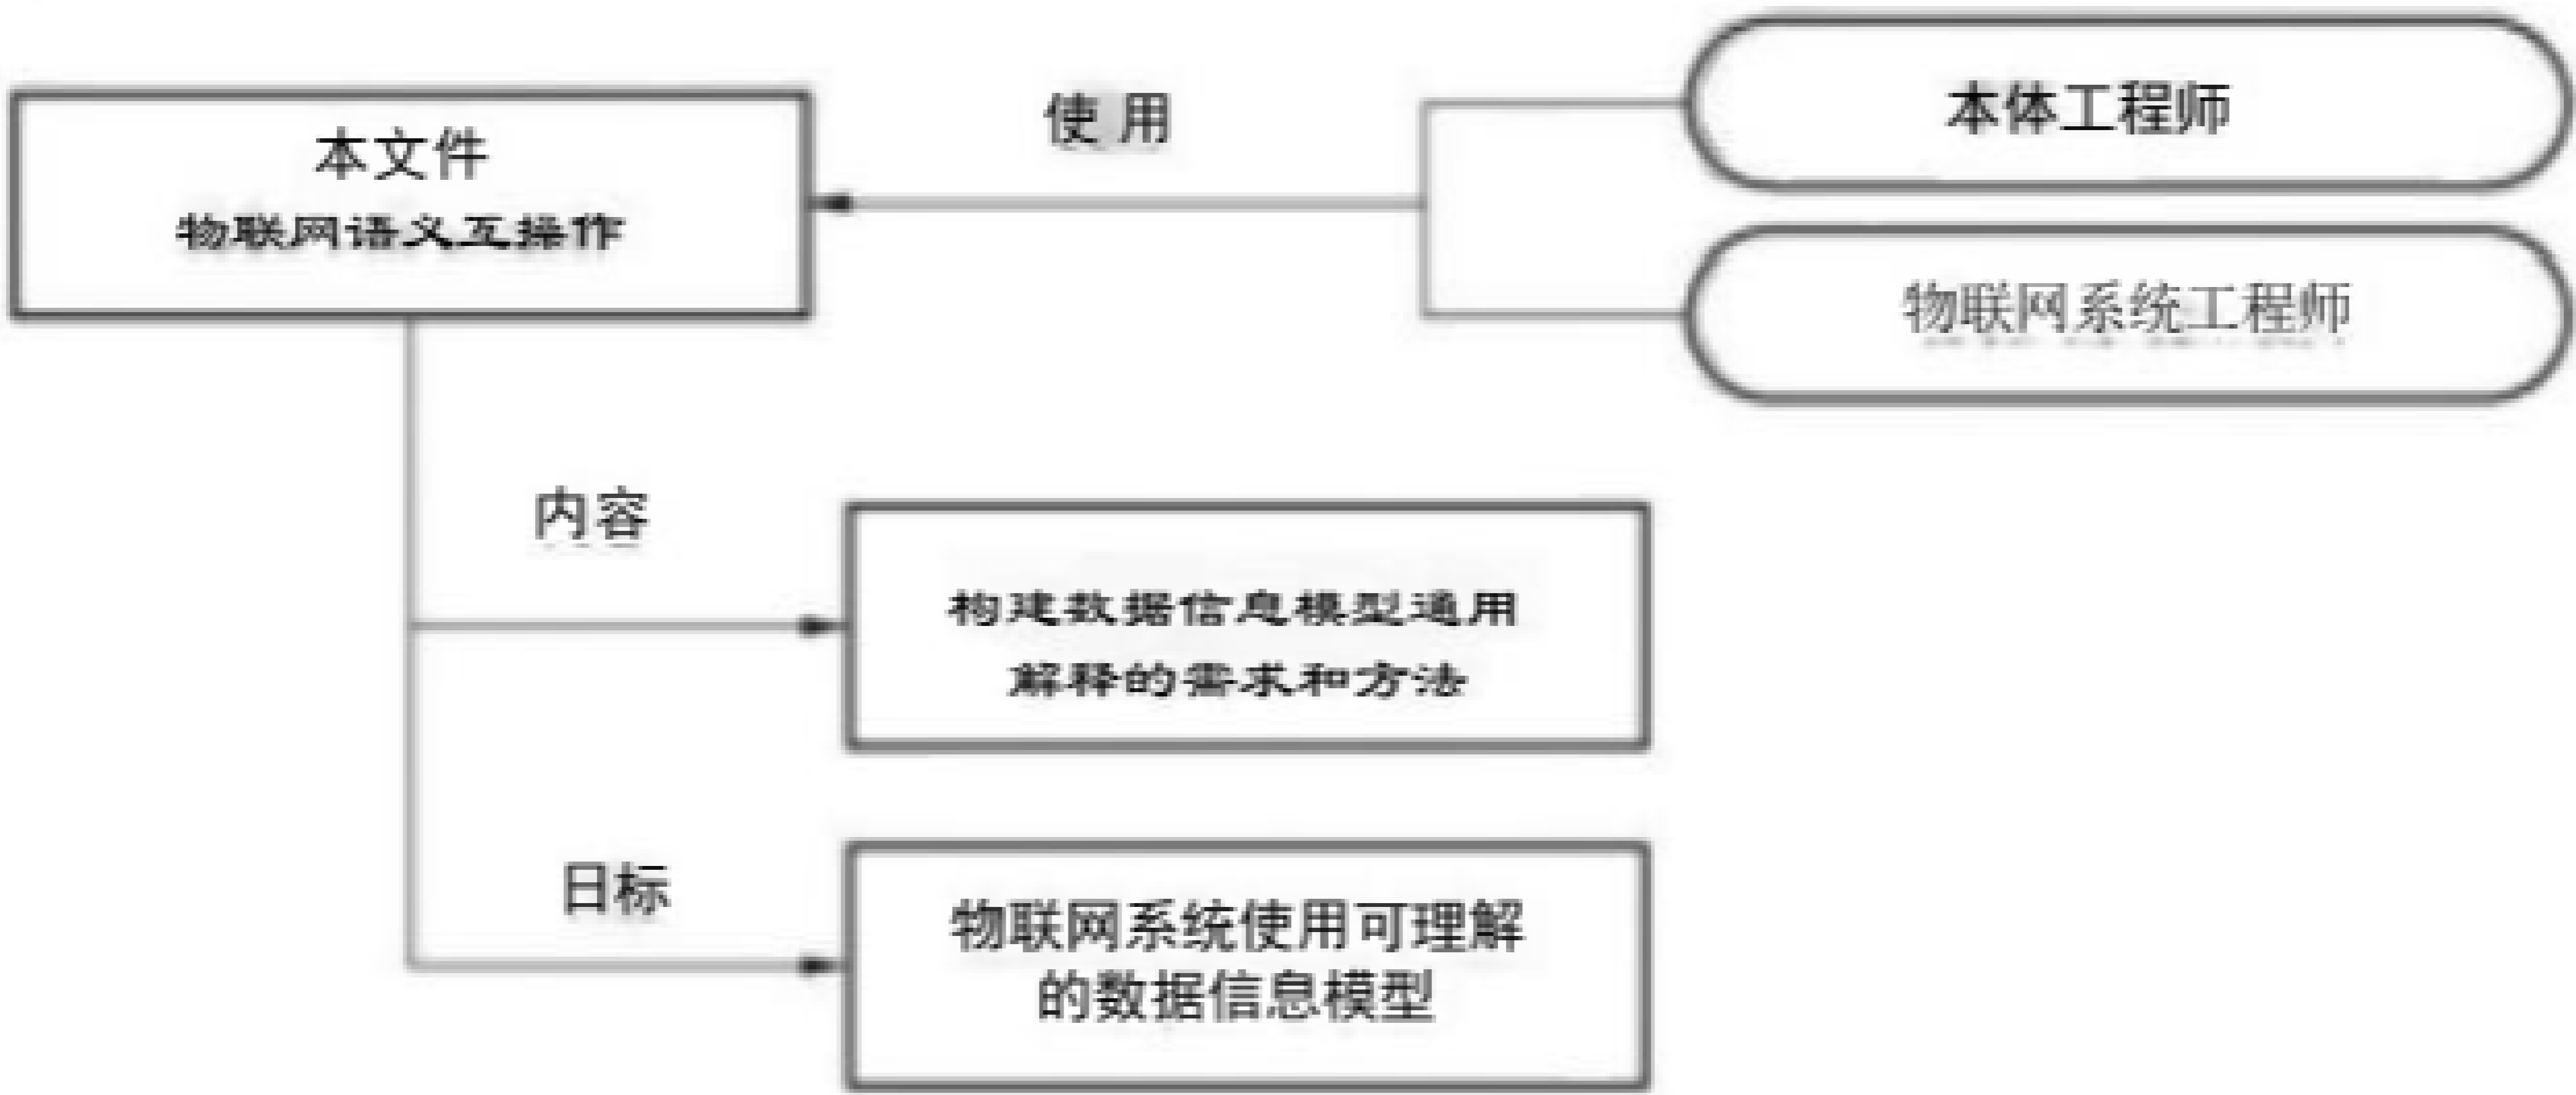 本体工程师
使用
本文件
物联网语义互操作
物联网系统工程师
内容
构建数据信息模型通用
解释的需求和方法
日标
物联网系统使用可理解
的数据信息模型